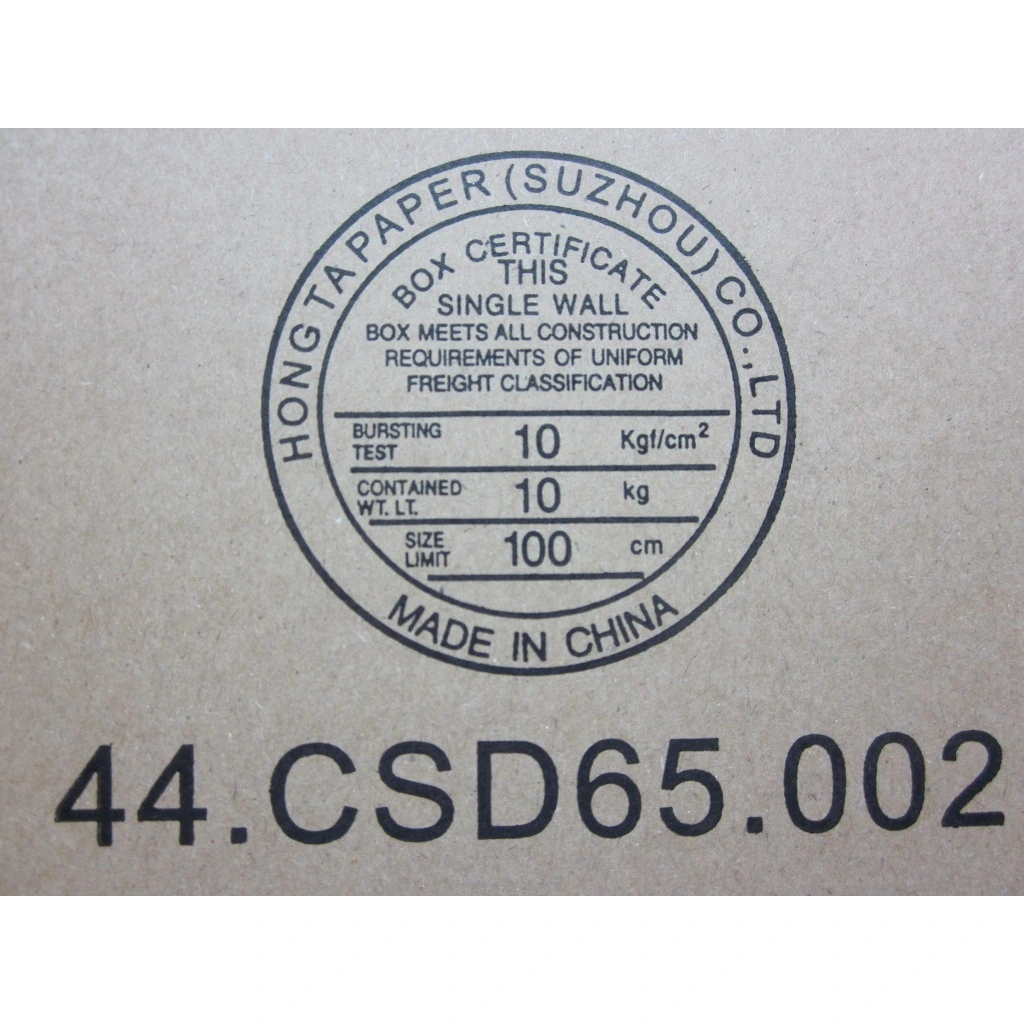 HONG TA PAPER (SUZHOU) CO.,LTD
BOX CERTIFICATE
THIS
SINGLE WALL
BOX MEETS ALL CONSTRUCTION
REQUIREMENTS OF UNIFORM
FREIGHT CLASSIFICATION
BURSTING TEST 10 Kgf/cm²
CONTAINED WT. LT. 10 kg
SIZE LIMIT 100 cm
MADE IN CHINA
44.CSD65.002